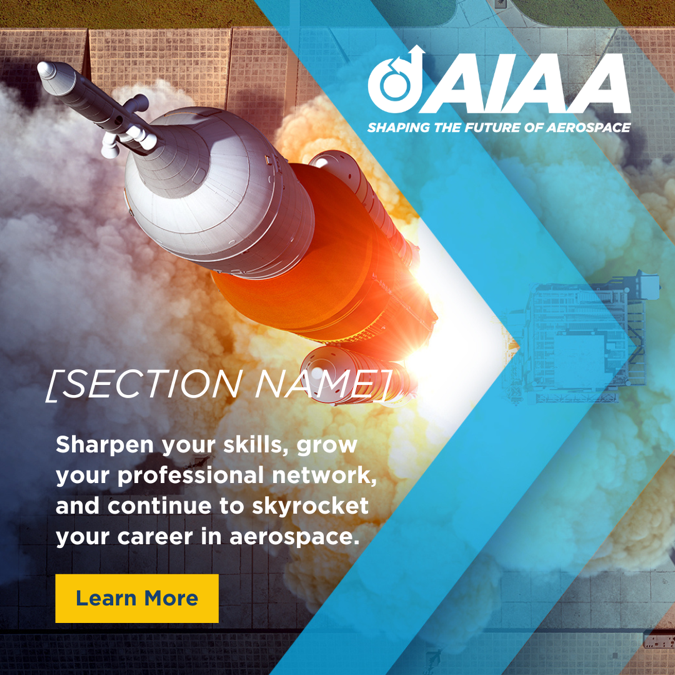 AIAA
SHAPING THE FUTURE OF AEROSPACE
[SECTION NAME]
Sharpen your skills, grow
your professional network,
and continue to skyrocket
your career in aerospace.
Learn More